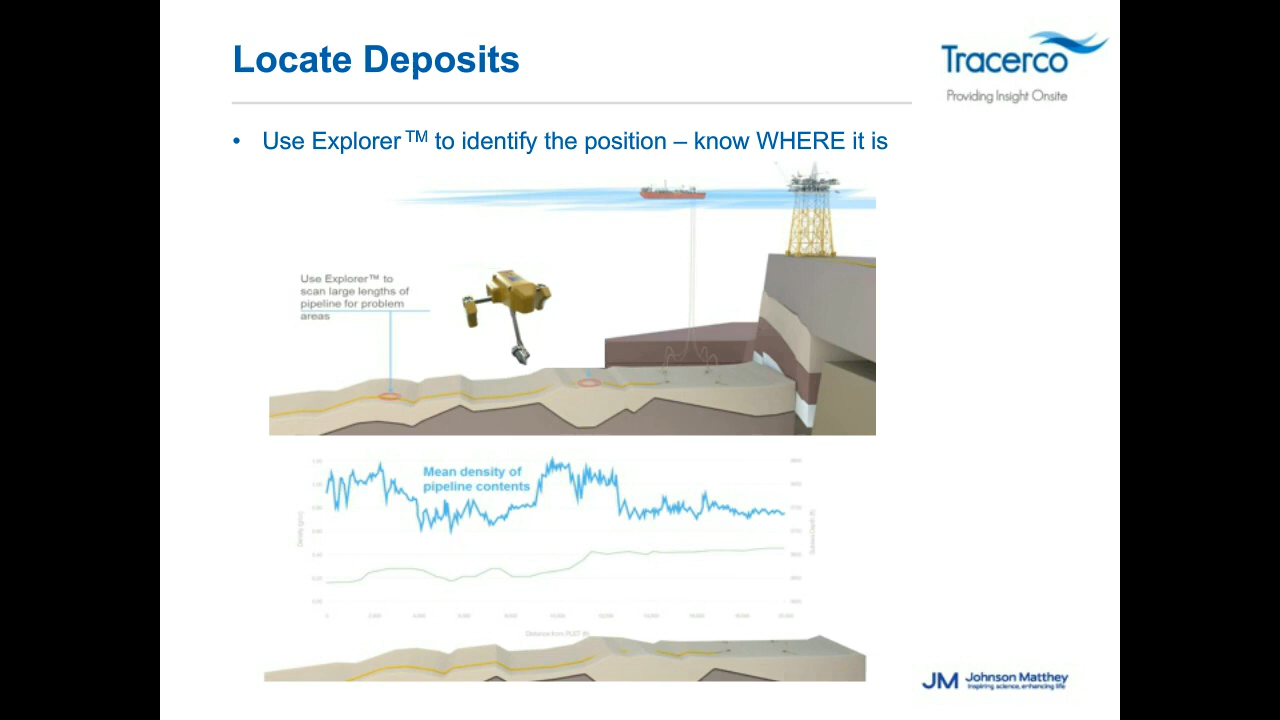 Locate Deposits
Tracerco
Providing Insight Onsite
• Use Explorer™ to identify the position – know WHERE it is
Use Explorer™ to
scan large lengths of
pipeline for problem
areas
Mean density of
pipeline contents
Distance from PLET (ft)
JM Johnson Matthey
Inspiring science, enhancing life